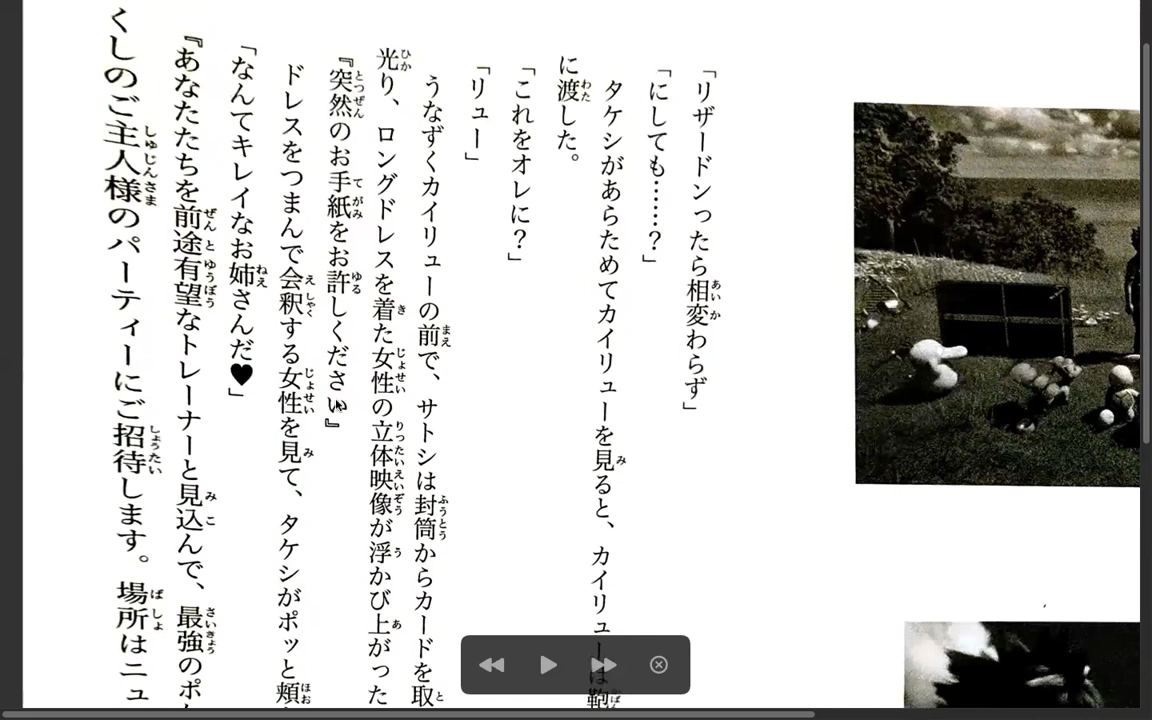 「リザードンったら相変わらず」
「にしても……？」
タケシがあらためてカイリューを見ると、カイリューは鞄
に渡した。
「これをオレに？」
「リュー」
うなずくカイリューの前で、サトシは封筒からカードを取
光り、ロングドレスを着た女性の立体映像が浮かび上がった
『突然のお手紙をお許しください』
ドレスをつまんで会釈する女性を見て、タケシがポッと頬
「なんてキレイなお姉さんだ♥」
『あなたたちを前途有望なトレーナーと見込んで、最強のポ
くしのご主人様のパーティーにご招待します。場所はニュ